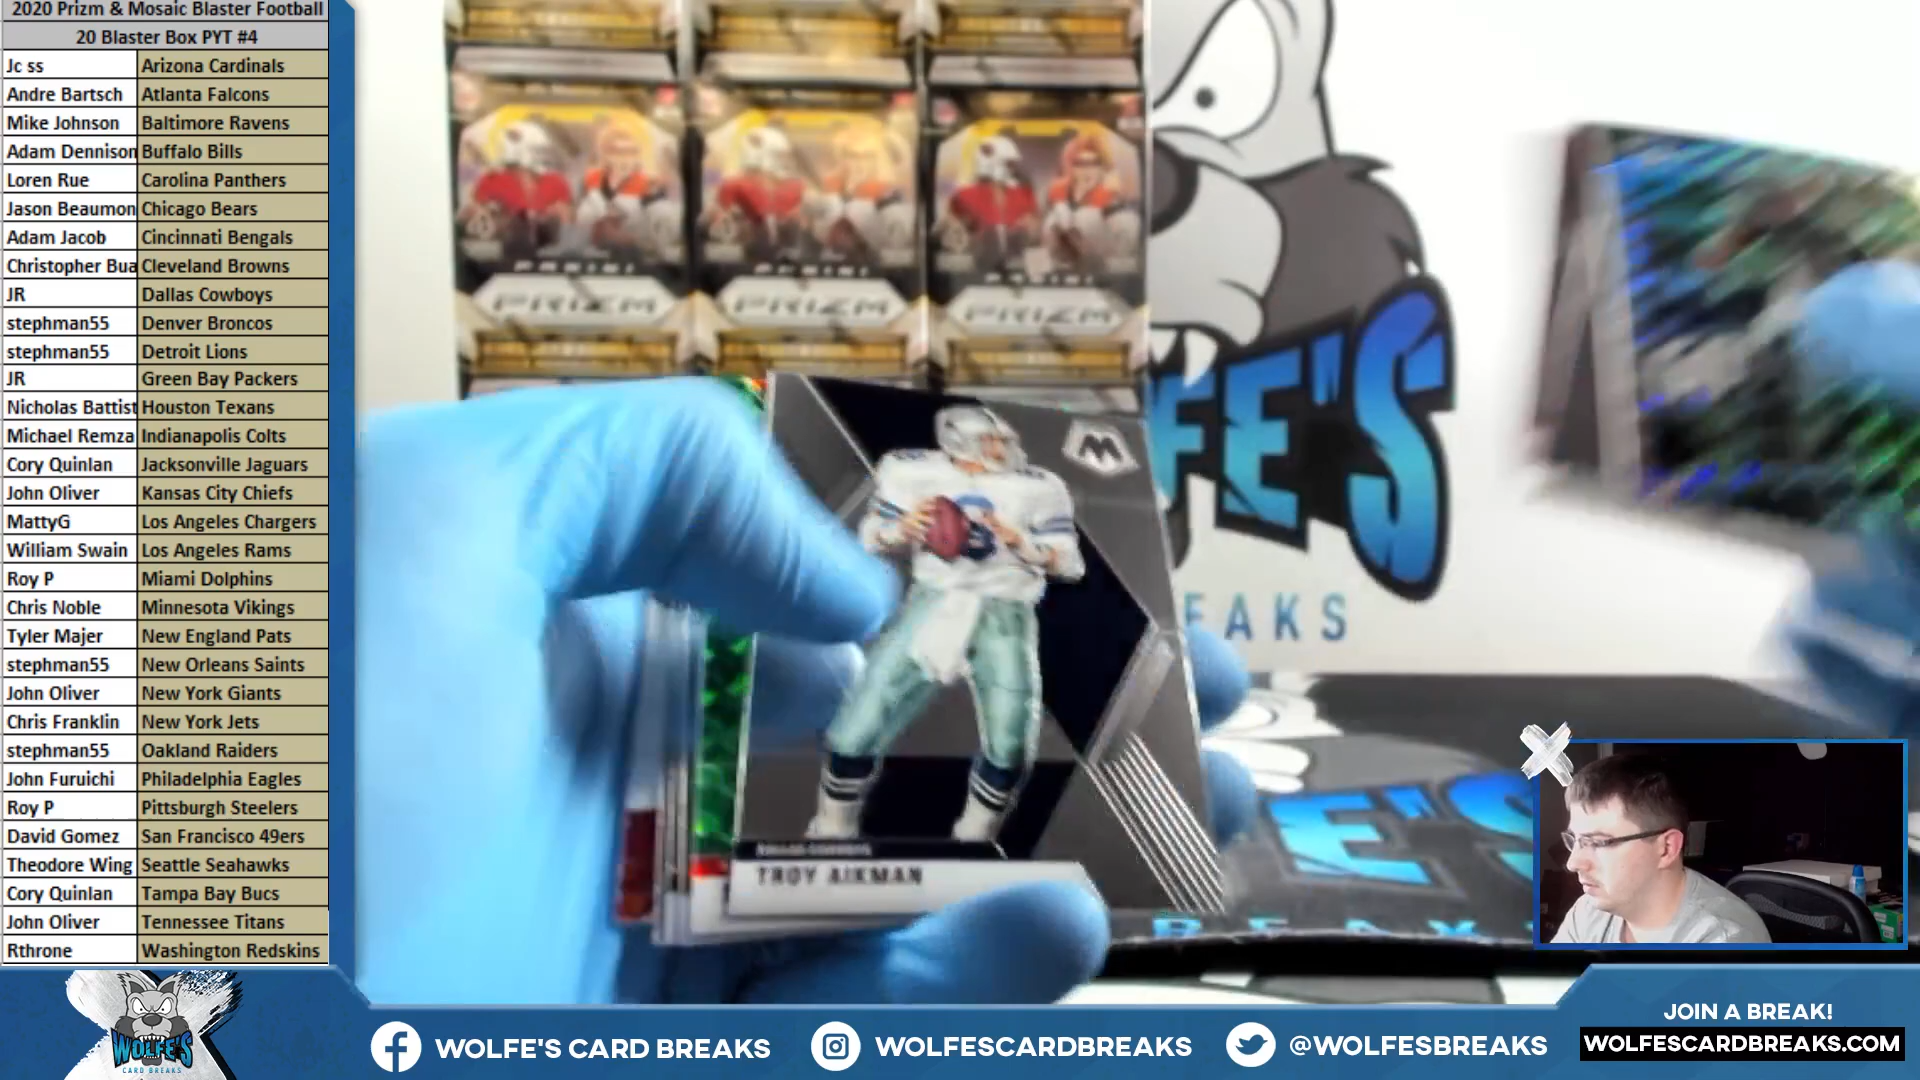 2020 Prizm & Mosaic Blaster Football
20 Blaster Box PYT #4
Jc ss Arizona Cardinals
Andre Bartsch Atlanta Falcons
Mike Johnson Baltimore Ravens
Adam Dennison Buffalo Bills
Loren Rue Carolina Panthers
Jason Beaumon Chicago Bears
Adam Jacob Cincinnati Bengals
Christopher Bua Cleveland Browns
JR Dallas Cowboys
stephman55 Denver Broncos
stephman55 Detroit Lions
JR Green Bay Packers
Nicholas Battist Houston Texans
Michael Remza Indianapolis Colts
Cory Quinlan Jacksonville Jaguars
John Oliver Kansas City Chiefs
MattyG Los Angeles Chargers
William Swain Los Angeles Rams
Roy P Miami Dolphins
Chris Noble Minnesota Vikings
Tyler Majer New England Pats
stephman55 New Orleans Saints
John Oliver New York Giants
Chris Franklin New York Jets
stephman55 Oakland Raiders
John Furuichi Philadelphia Eagles
Roy P Pittsburgh Steelers
David Gomez San Francisco 49ers
Theodore Wing Seattle Seahawks
Cory Quinlan Tampa Bay Bucs
John Oliver Tennessee Titans
Rthrone Washington Redskins
PANINI PANINI PANINI
PRIZM PRIZM PRIZM
FE'S
EAKS
M
TROY AIKMAN
E'S
BREAK
WOLFE'S
CARD BREAKS
WOLFE'S CARD BREAKS
WOLFESCARDBREAKS
@WOLFESBREAKS
JOIN A BREAK!
WOLFESCARDBREAKS.COM